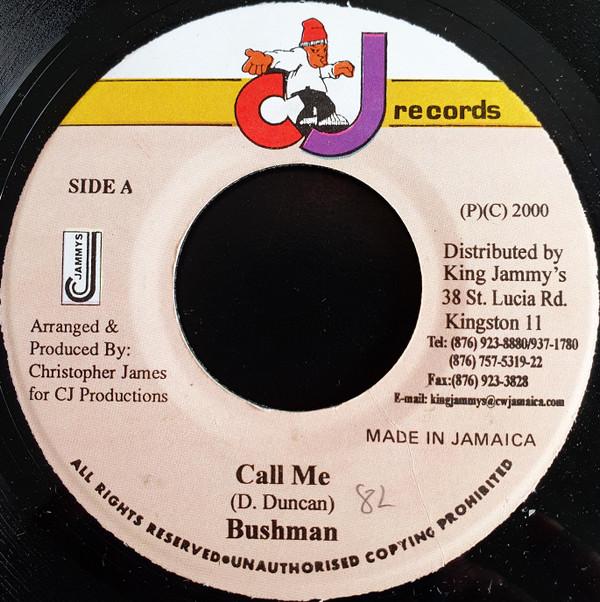 CJ records
SIDE A
(P)(C) 2000
JAMMYS
J
Distributed by
King Jammy's
38 St. Lucia Rd.
Kingston 11
Tel: (876) 923-8880/937-1780
(876) 757-5319-22
Fax:(876) 923-3828
E-mail: kingjammys@cwjamaica.com
Arranged &
Produced By:
Christopher James
for CJ Productions
MADE IN JAMAICA
Call Me
(D. Duncan)
82
Bushman
ALL RIGHTS RESERVED●UNAUTHORISED COPYING PROHIBITED